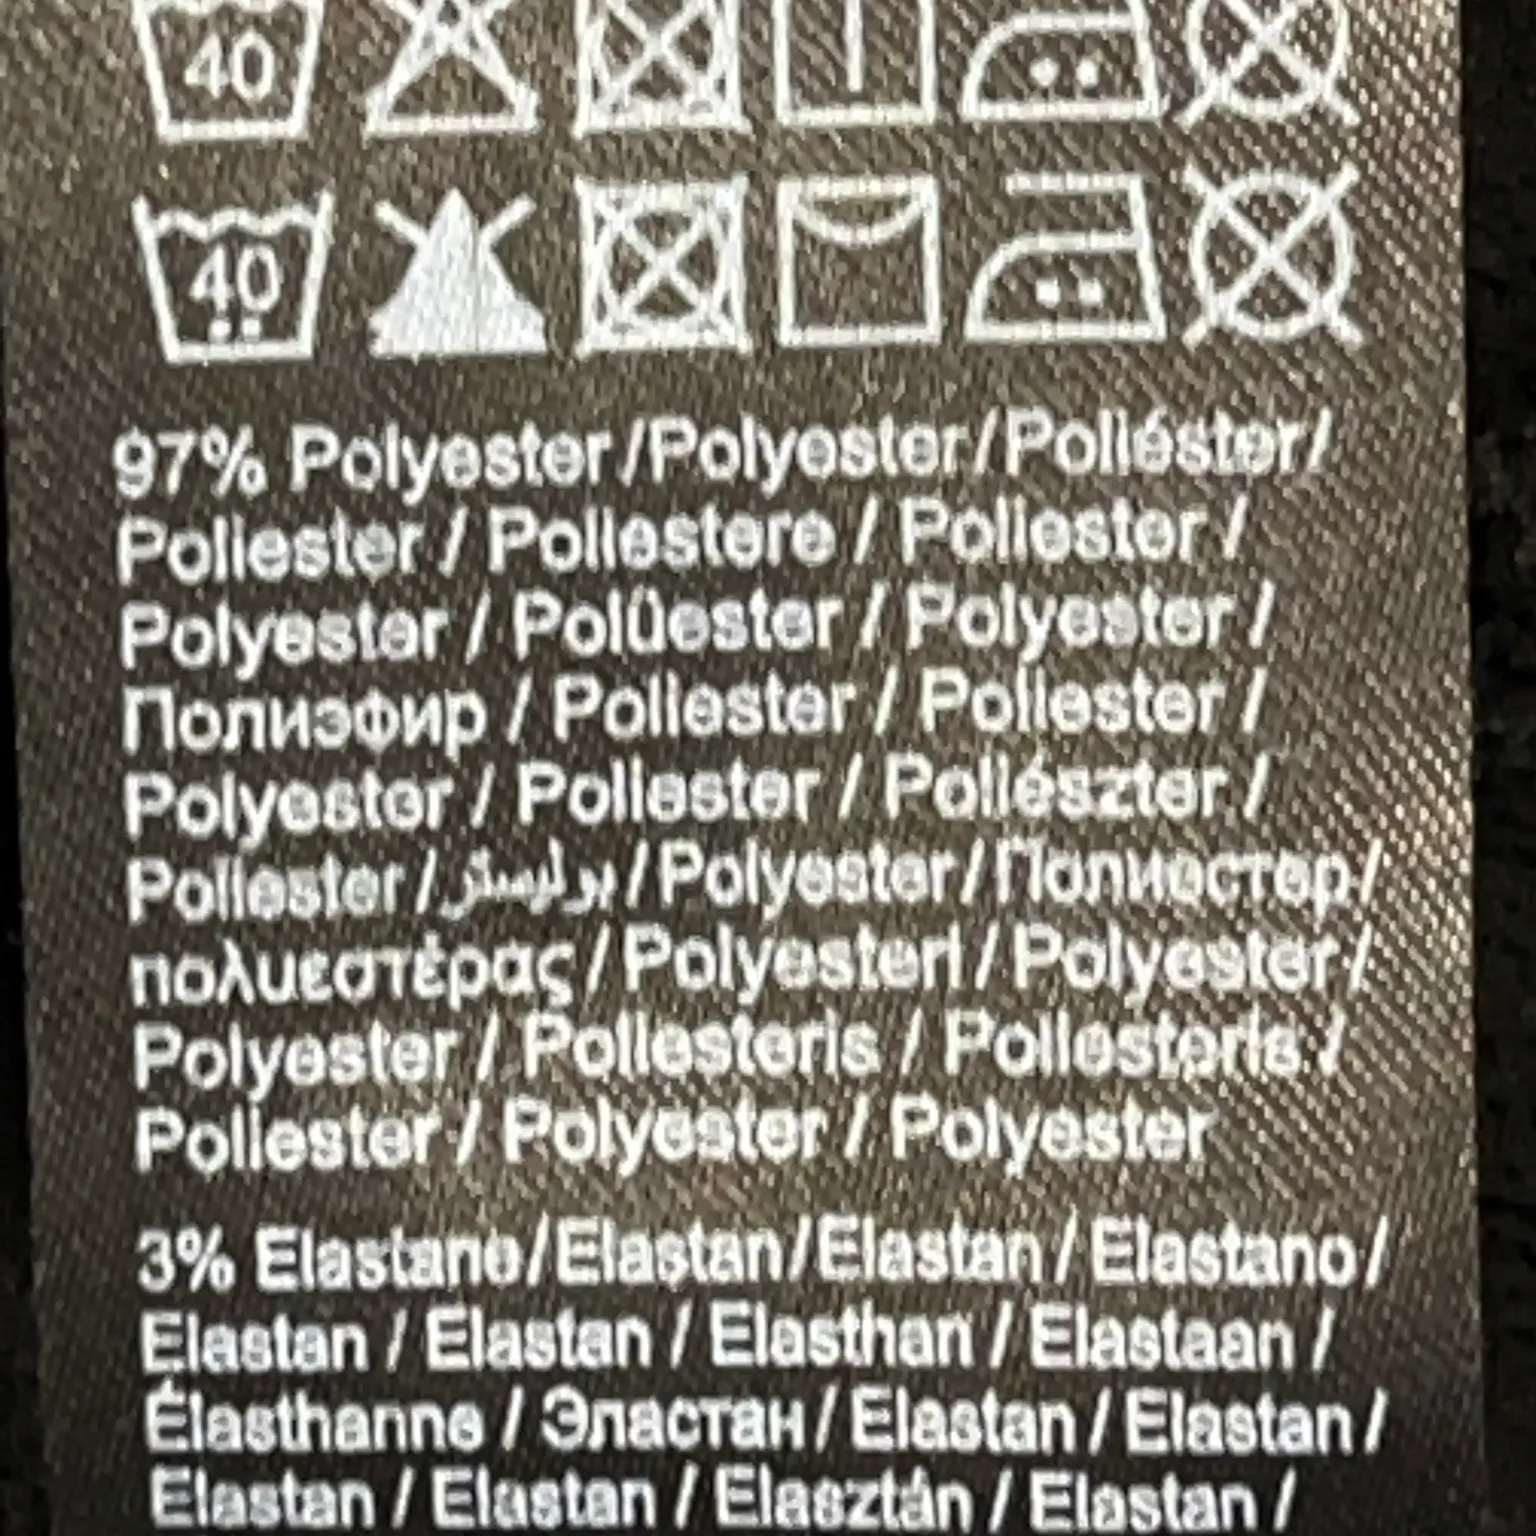 40
40
97% Polyester / Polyester / Poliéster /
Poliester / Poliestere / Poliester /
Polyester / Polüester / Polyester /
Полиэфир / Poliester / Poliester /
Polyester / Poliester / Poliészter /
Poliester / بوليستر / Polyester / Полиестер /
πολυεστέρας / Polyesteri / Polyester /
Polyester / Poliesteris / Poliesteris /
Poliester / Polyester / Polyester
3% Elastane / Elastan / Elastan / Elastano /
Elastan / Elastan / Elasthan / Elastaan /
Élasthanne / Эластан / Elastan / Elastan /
Elastan / Elastan / Elasztán / Elastan /